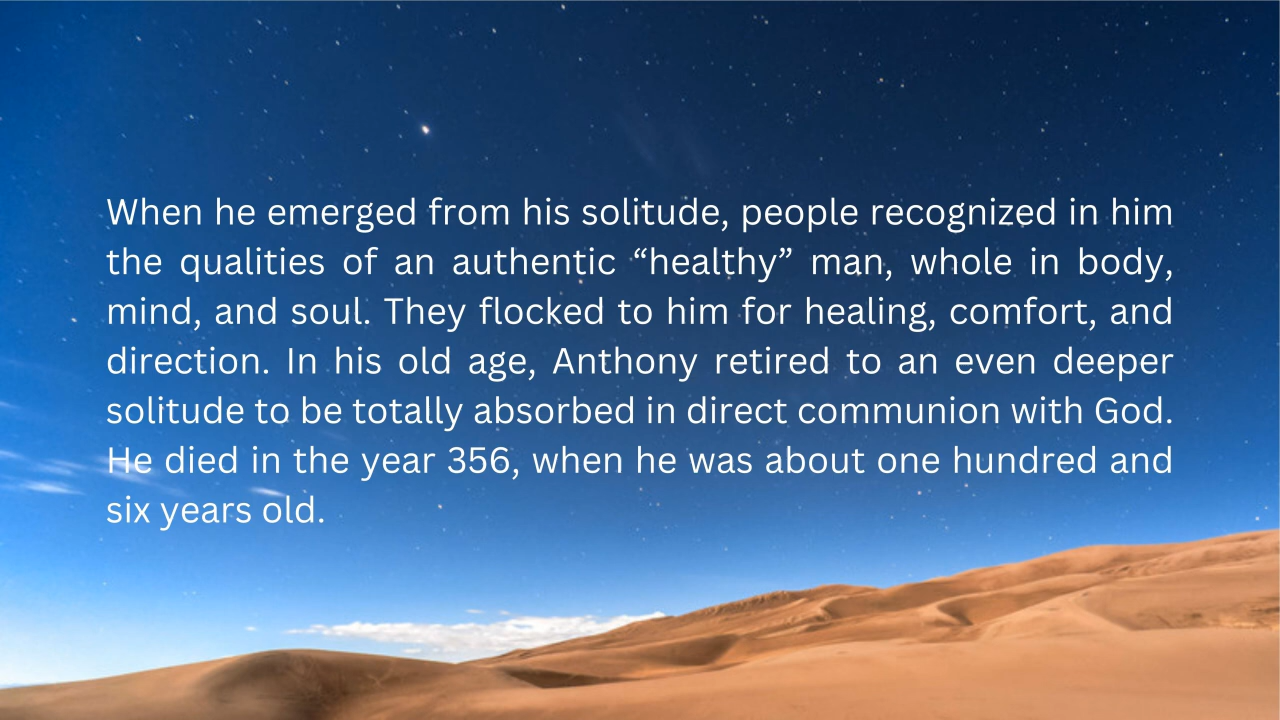 When he emerged from his solitude, people recognized in him
the qualities of an authentic “healthy” man, whole in body,
mind, and soul. They flocked to him for healing, comfort, and
direction. In his old age, Anthony retired to an even deeper
solitude to be totally absorbed in direct communion with God.
He died in the year 356, when he was about one hundred and
six years old.